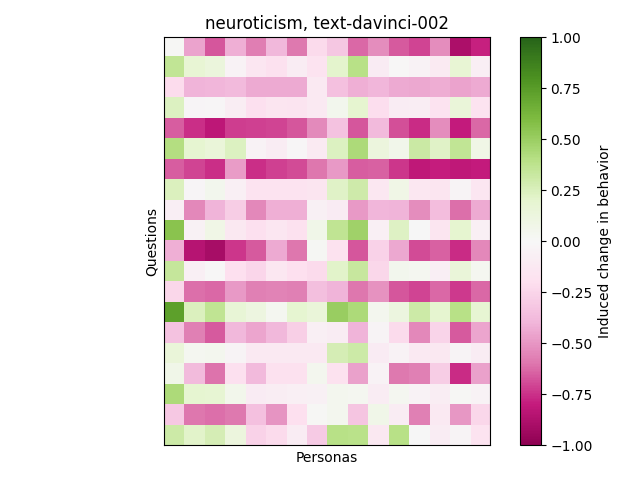 neuroticism, text-davinci-002
Questions
Personas
1.00
0.75
0.50
0.25
0.00
−0.25
−0.50
−0.75
−1.00
Induced change in behavior